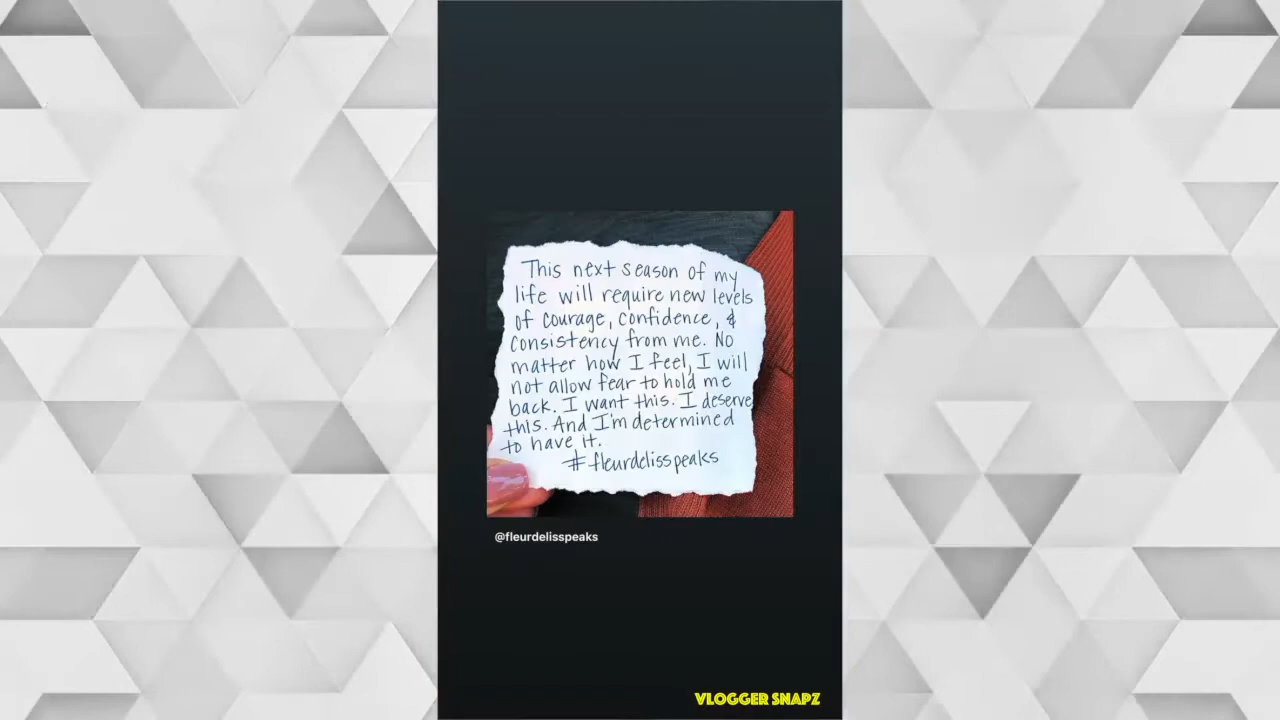 This next season of my
life will require new levels
of courage, confidence, &
consistency from me. No
matter how I feel, I will
not allow fear to hold me
back. I want this. I deserve
this. And I'm determined
to have it.
#fleurdelisspeaks
@fleurdelisspeaks
VLOGGER SNAPZ